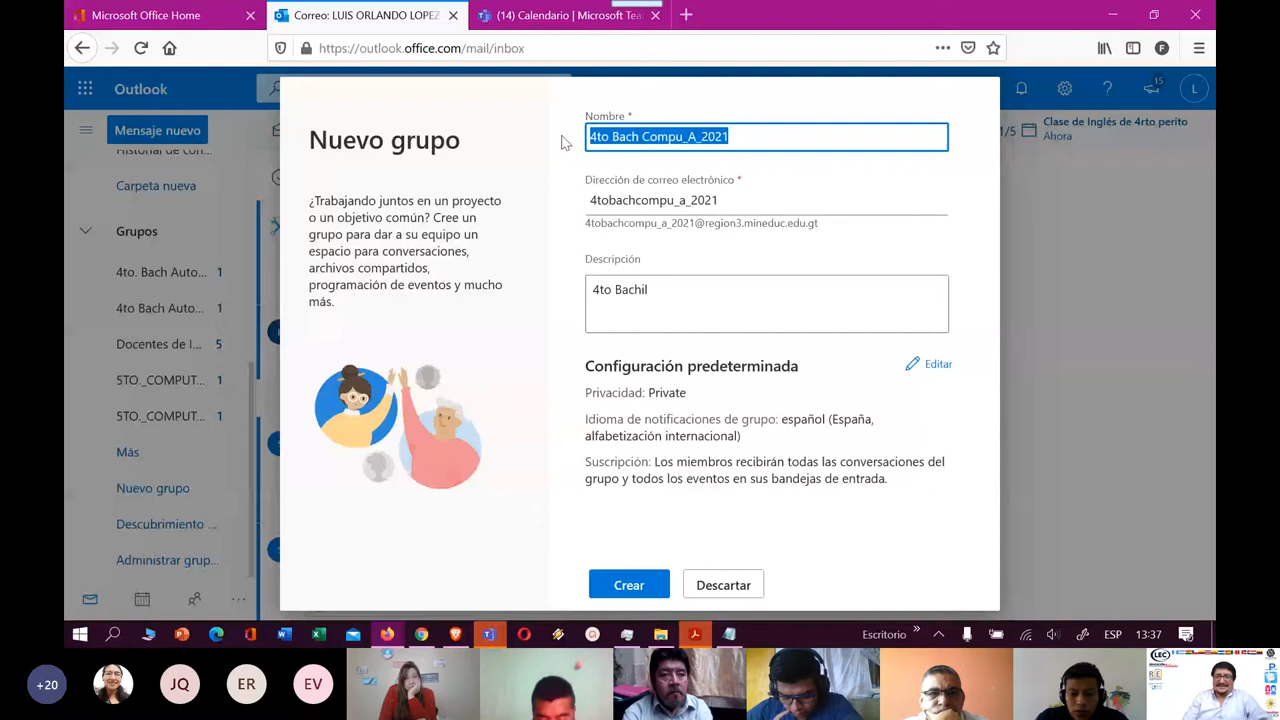 Microsoft Office Home
Correo: LUIS ORLANDO LOPEZ
(14) Calendario | Microsoft Tea
https://outlook.office.com/mail/inbox
Outlook
15
L
Mensaje nuevo
1/5
Clase de Inglés de 4rto perito
Ahora
Historial de con...
Carpeta nueva
Grupos
4to. Bach Auto... 1
4to Bach Auto... 1
Docentes de I... 5
5TO._COMPUT... 1
5TO._COMPUT... 1
Más
Nuevo grupo
Descubrimiento ...
Administrar grup...
Nuevo grupo
¿Trabajando juntos en un proyecto
o un objetivo común? Cree un
grupo para dar a su equipo un
espacio para conversaciones,
archivos compartidos,
programación de eventos y mucho
más.
Nombre *
4to Bach Compu_A_2021
Dirección de correo electrónico *
4tobachcompu_a_2021
4tobachcompu_a_2021@region3.mineduc.edu.gt
Descripción
4to Bachil
Configuración predeterminada
Editar
Privacidad: Private
Idioma de notificaciones de grupo: español (España,
alfabetización internacional)
Suscripción: Los miembros recibirán todas las conversaciones del
grupo y todos los eventos en sus bandejas de entrada.
Crear
Descartar
Escritorio
ESP
13:37
+20
JQ
ER
EV
LEC